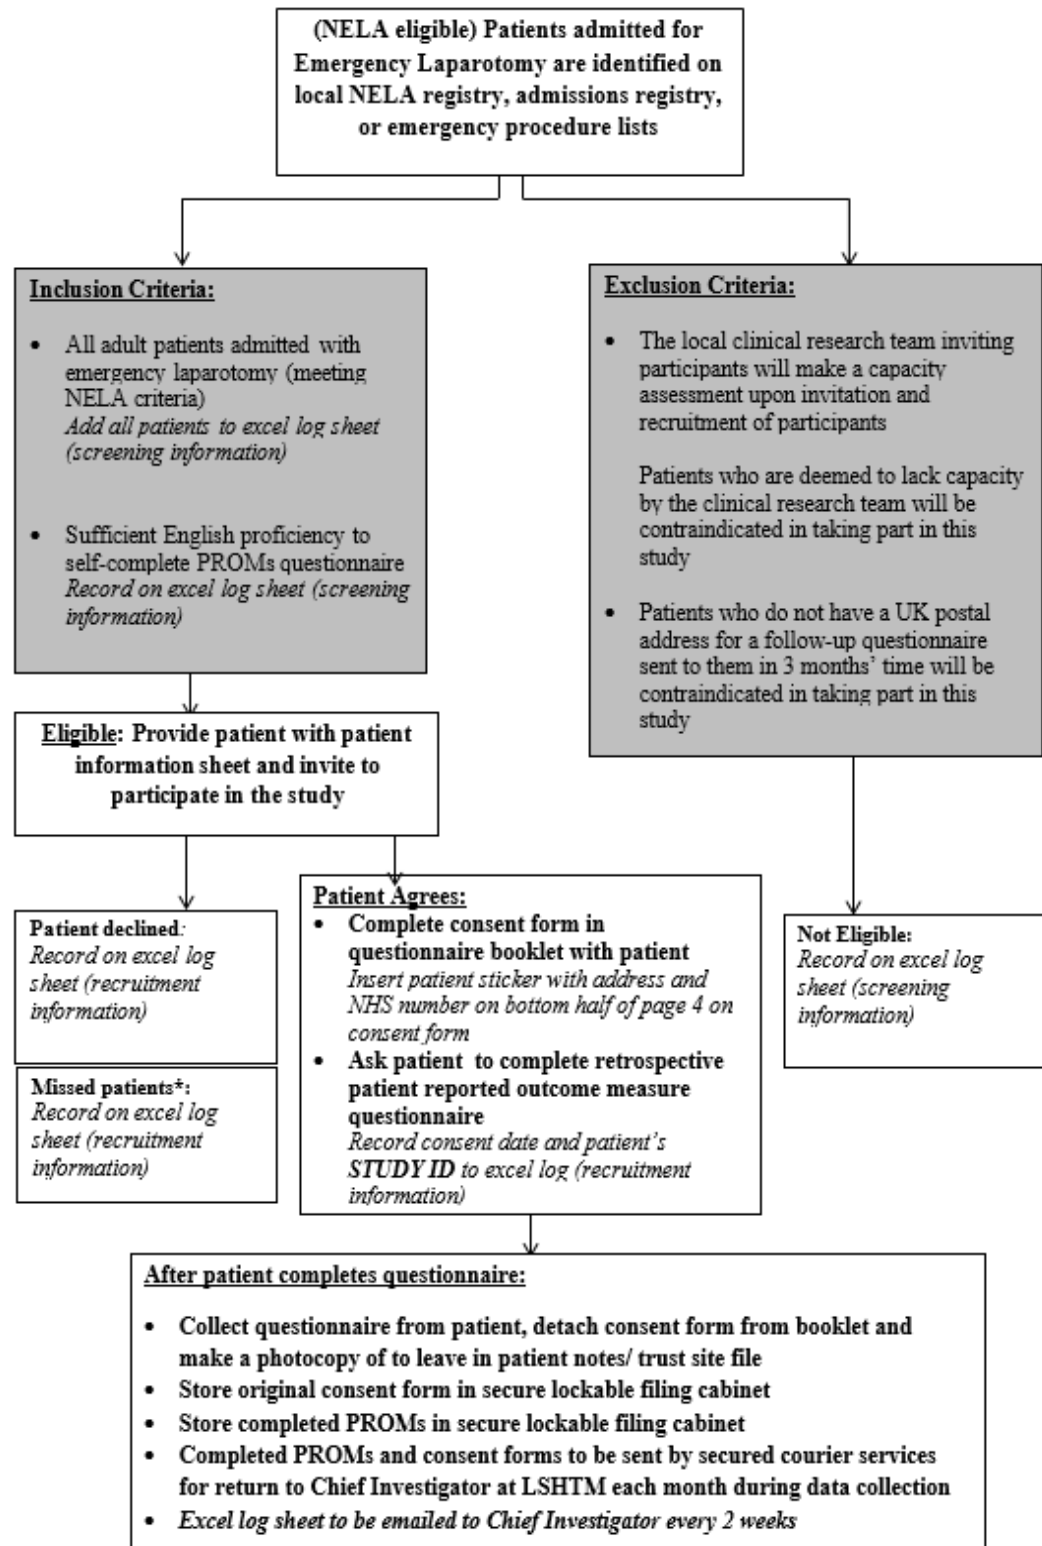 (NELA eligible) Patients admitted for
Emergency Laparotomy are identified on
local NELA registry, admissions registry,
or emergency procedure lists
Inclusion Criteria:
• All adult patients admitted with
emergency laparotomy (meeting
NELA criteria)
Add all patients to excel log sheet
(screening information)
• Sufficient English proficiency to
self-complete PROMs questionnaire
Record on excel log sheet (screening
information)
Exclusion Criteria:
• The local clinical research team inviting
participants will make a capacity
assessment upon invitation and
recruitment of participants
Patients who are deemed to lack capacity
by the clinical research team will be
contraindicated in taking part in this
study
• Patients who do not have a UK postal
address for a follow-up questionnaire
sent to them in 3 months' time will be
contraindicated in taking part in this
study
Eligible: Provide patient with patient
information sheet and invite to
participate in the study
Patient declined:
Record on excel log
sheet (recruitment
information)
Missed patients*:
Record on excel log
sheet (recruitment
information)
Patient Agrees:
• Complete consent form in
questionnaire booklet with patient
Insert patient sticker with address and
NHS number on bottom half of page 4 on
consent form
• Ask patient to complete retrospective
patient reported outcome measure
questionnaire
Record consent date and patient's
STUDY ID to excel log (recruitment
information)
Not Eligible:
Record on excel log
sheet (screening
information)
After patient completes questionnaire:
• Collect questionnaire from patient, detach consent form from booklet and
make a photocopy of to leave in patient notes/ trust site file
• Store original consent form in secure lockable filing cabinet
• Store completed PROMs in secure lockable filing cabinet
• Completed PROMs and consent forms to be sent by secured courier services
for return to Chief Investigator at LSHTM each month during data collection
• Excel log sheet to be emailed to Chief Investigator every 2 weeks